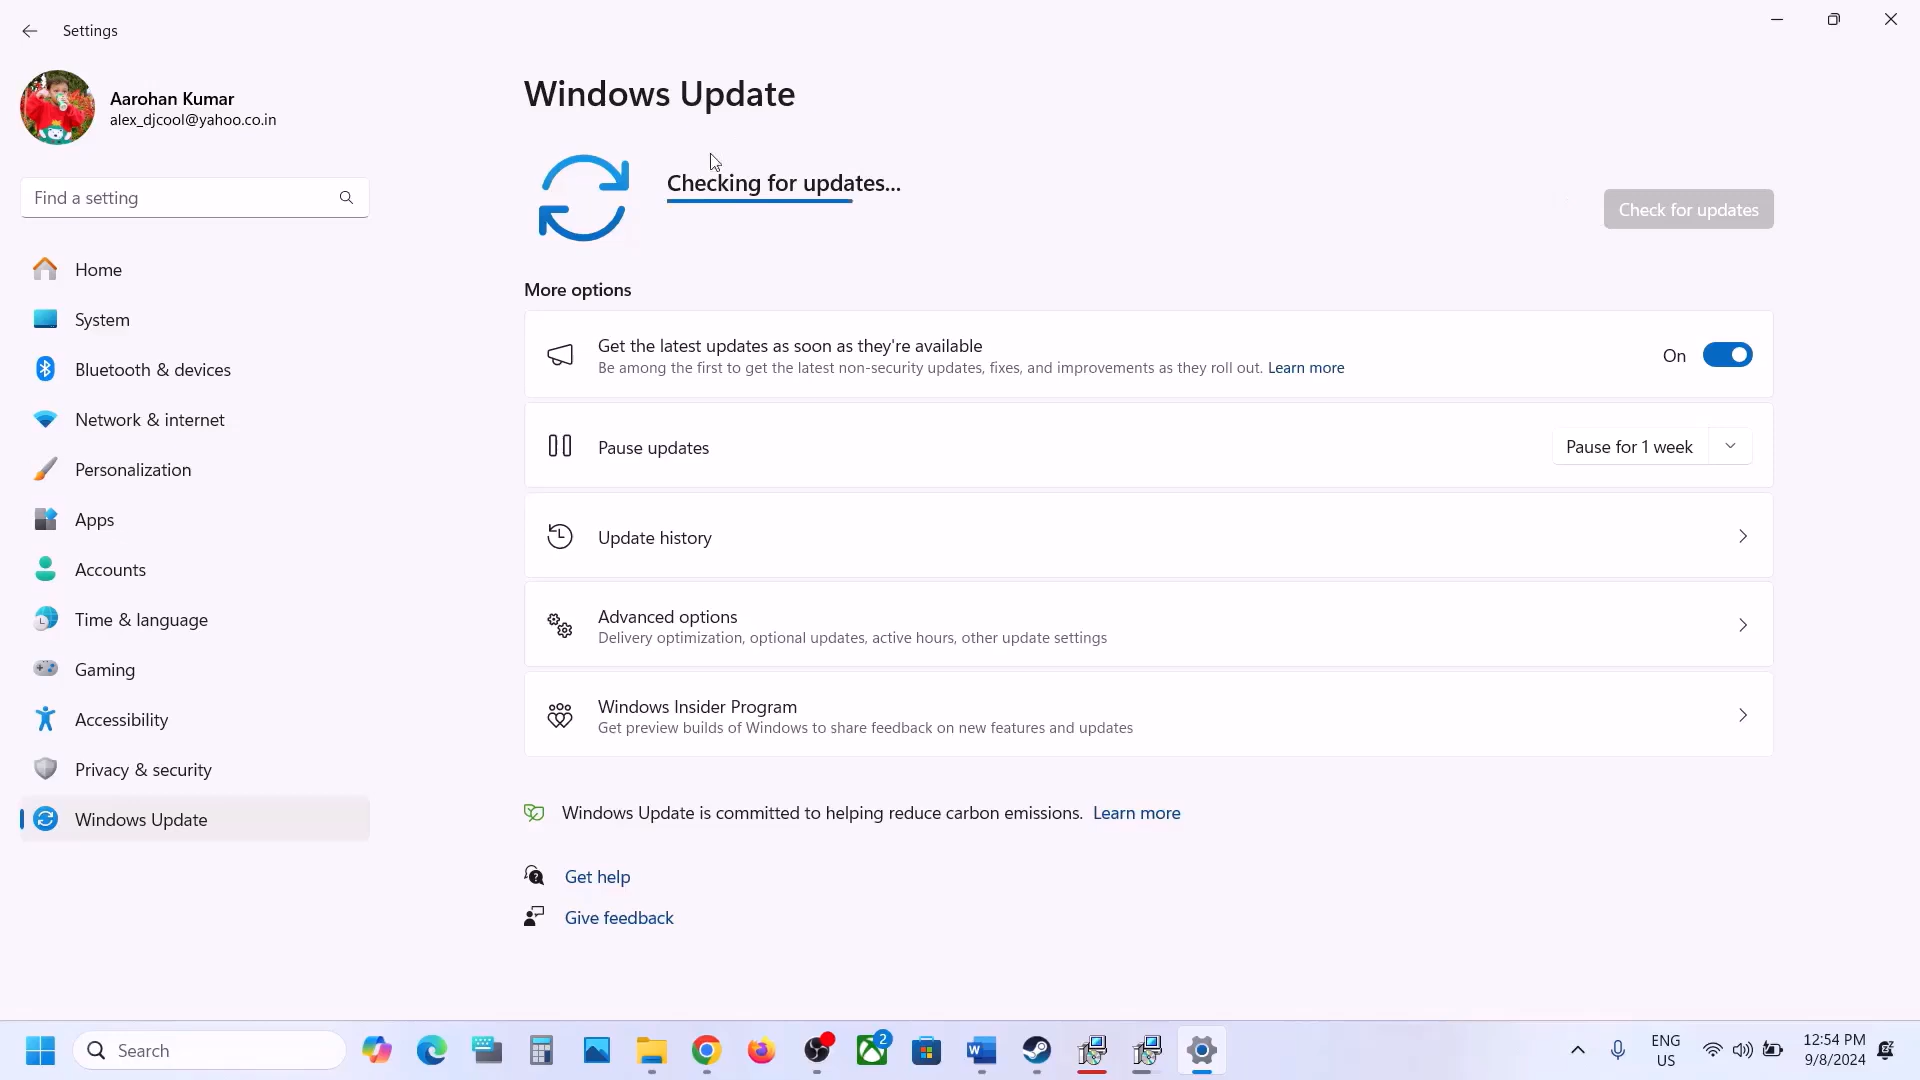 Settings
Aarohan Kumar
alex_djcool@yahoo.co.in
Find a setting
Home
System
Bluetooth & devices
Network & internet
Personalization
Apps
Accounts
Time & language
Gaming
Accessibility
Privacy & security
Windows Update
Windows Update
Checking for updates...
Check for updates
More options
Get the latest updates as soon as they're available
Be among the first to get the latest non-security updates, fixes, and improvements as they roll out. Learn more
On
Pause updates
Pause for 1 week
Update history
Advanced options
Delivery optimization, optional updates, active hours, other update settings
Windows Insider Program
Get preview builds of Windows to share feedback on new features and updates
Windows Update is committed to helping reduce carbon emissions. Learn more
Get help
Give feedback
Search
2
ENG
US
12:54 PM
9/8/2024